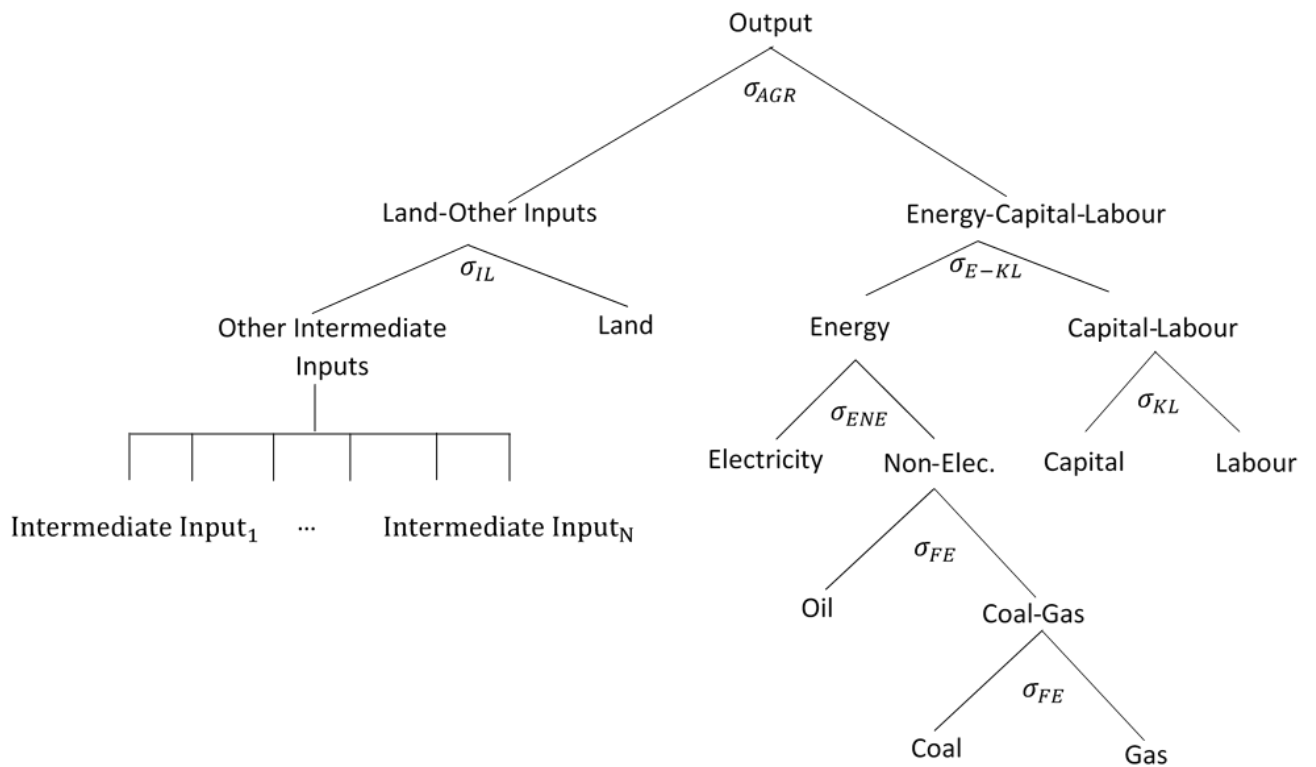 Output
σ_AGR
Land-Other Inputs
Energy-Capital-Labour
σ_IL
σ_E−KL
Other Intermediate
Inputs
Land
Energy
Capital-Labour
σ_ENE
σ_KL
Electricity
Non-Elec.
Capital
Labour
Intermediate Input₁ ... Intermediate Input_N
σ_FE
Oil
Coal-Gas
σ_FE
Coal
Gas